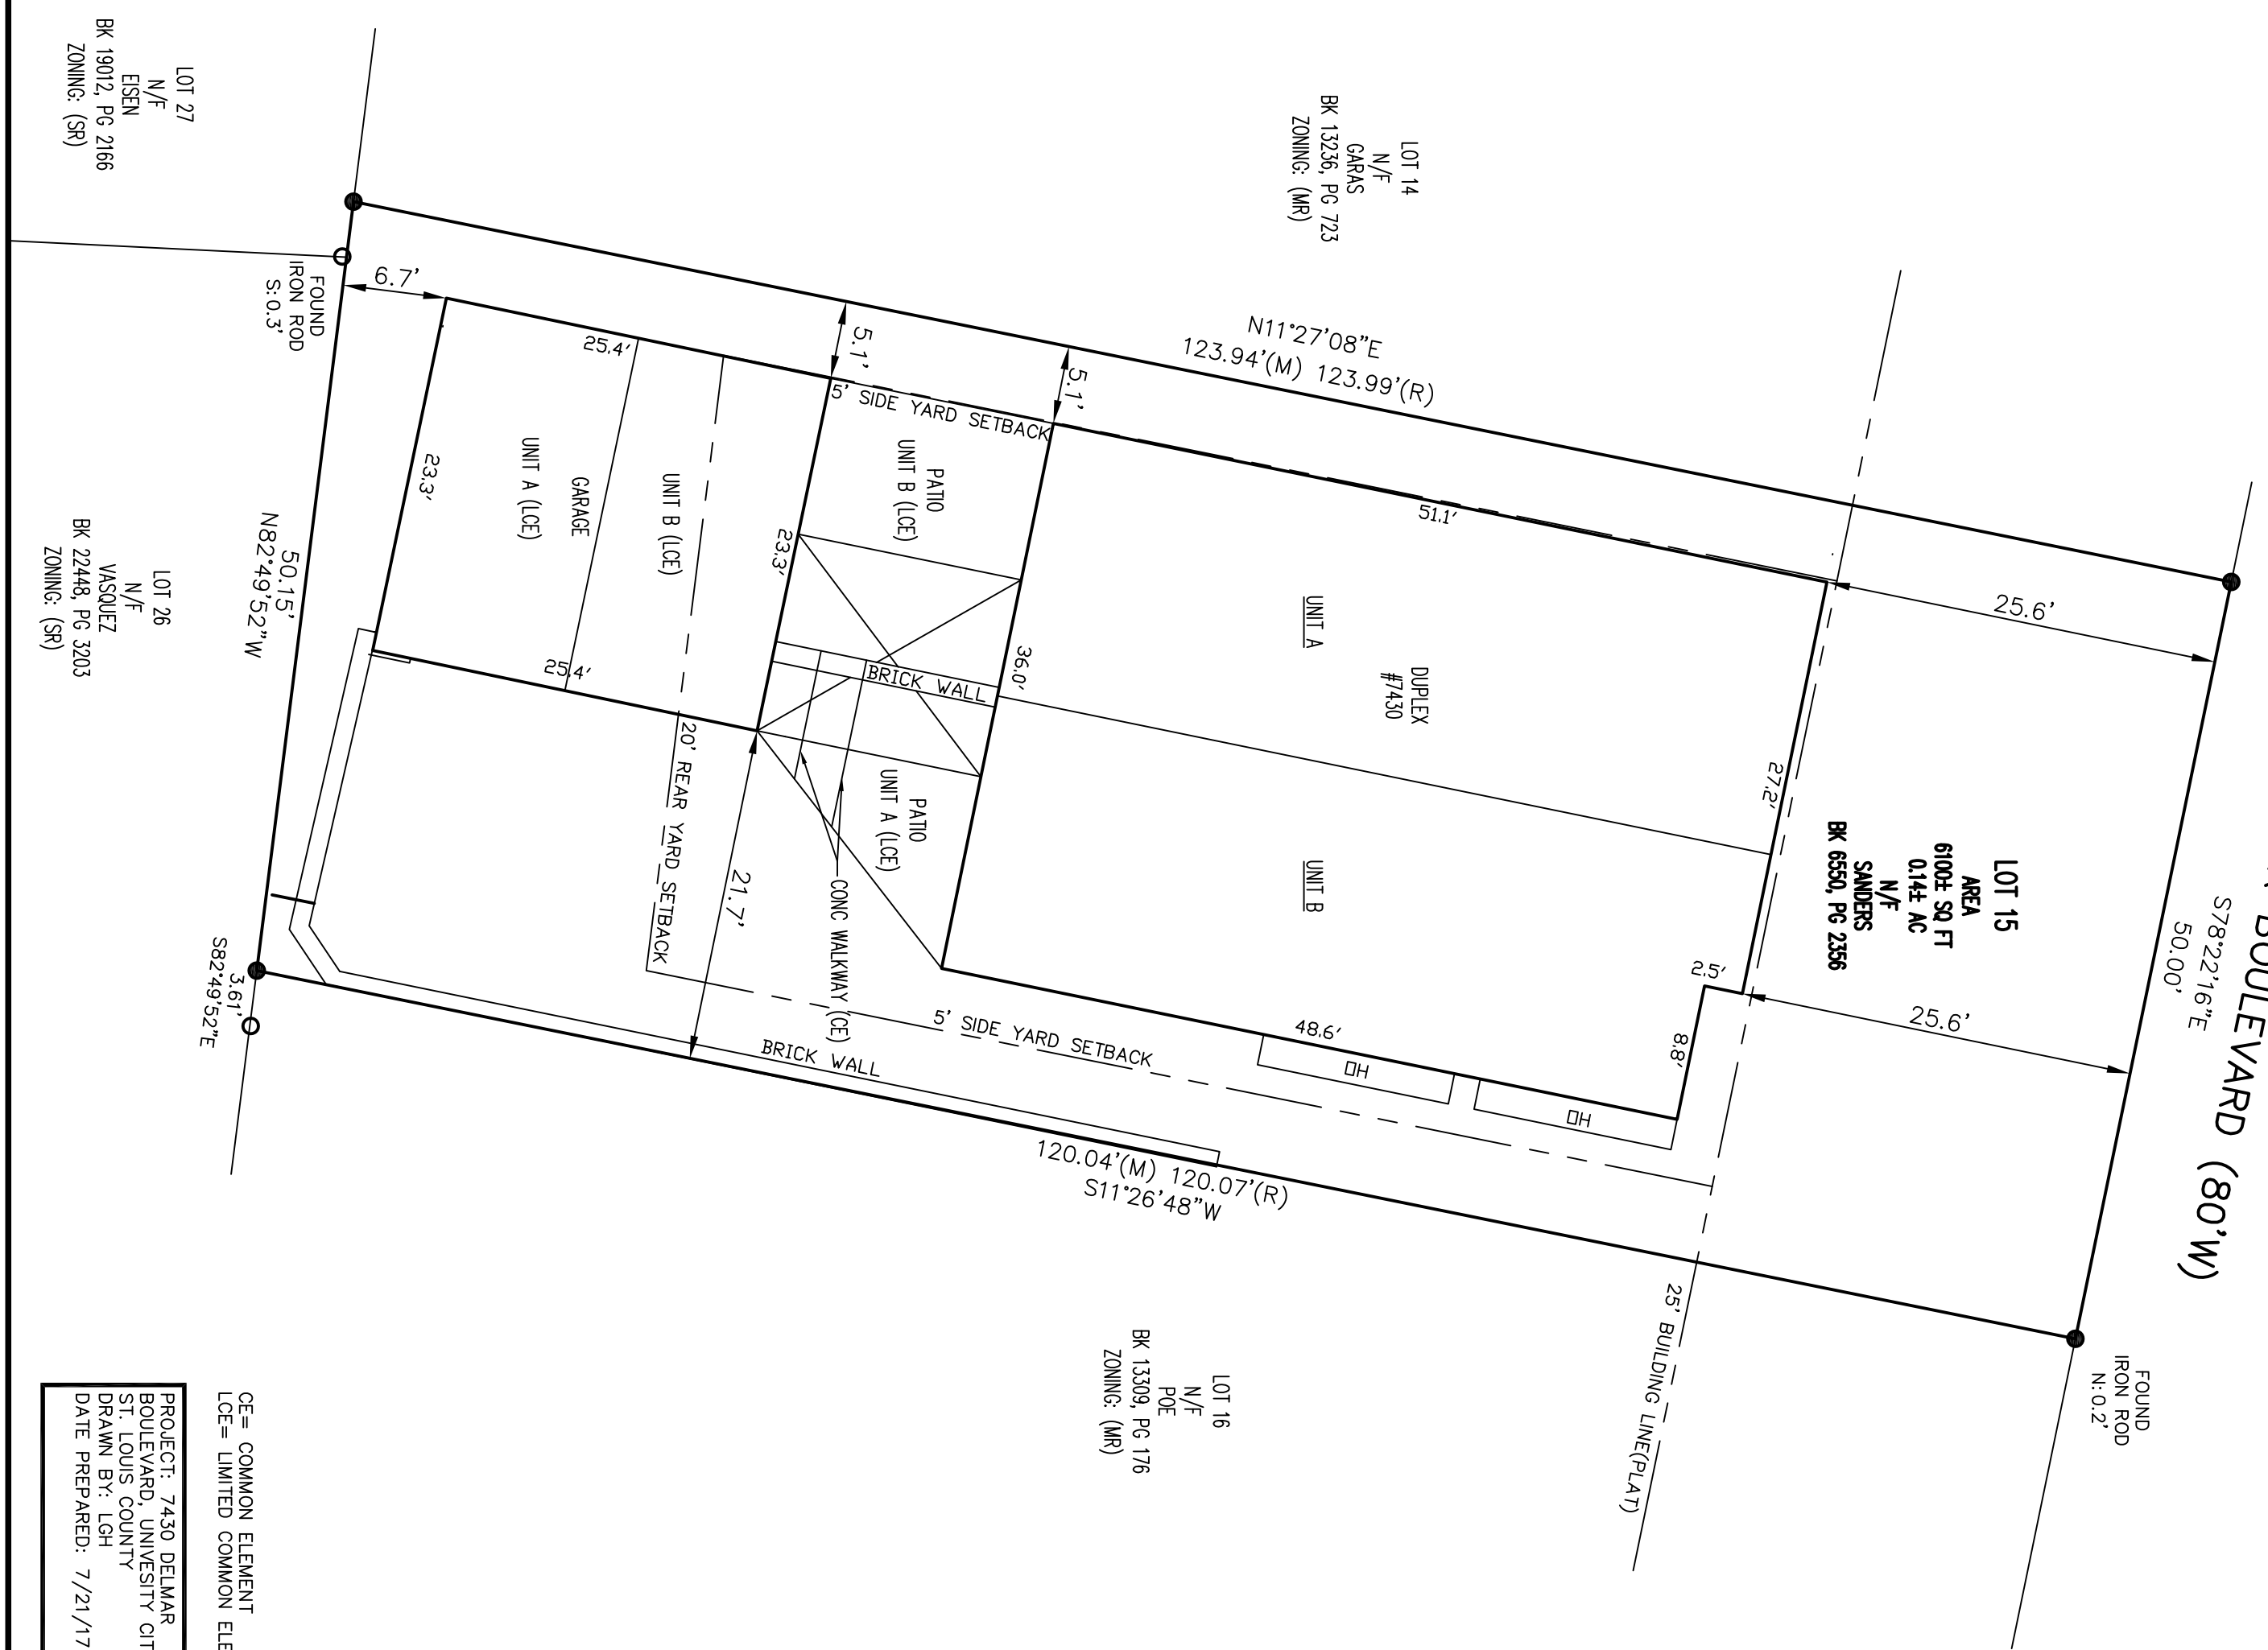 BOULEVARD (80'W)
S78°22'16"E
50.00'
FOUND
IRON ROD
N:0.2'
25.6'
25.6'
LOT 15
AREA
6100± SQ FT
0.14± AC
N/F
SANDERS
BK 6550, PG 2356
27.2'
2.5'
8.8'
25' BUILDING LINE(PLAT)
OH
OH
48.6'
51.1'
DUPLEX
#7430
UNIT A
UNIT B
36.0'
LOT 14
N/F
GARAS
BK 13236, PG 723
ZONING: (MR)
N11°27'08"E
123.94'(M) 123.99'(R)
LOT 16
N/F
POE
BK 13309, PG 176
ZONING: (MR)
120.04'(M) 120.07'(R)
S11°26'48"W
5.1'
5.1'
5' SIDE YARD SETBACK
5' SIDE YARD SETBACK
PATIO
UNIT B (LCE)
PATIO
UNIT A (LCE)
BRICK WALL
CONC WALKWAY (CE)
BRICK WALL
23.3'
21.7'
20' REAR YARD SETBACK
UNIT B (LCE)
GARAGE
UNIT A (LCE)
25.4'
25.4'
23.3'
6.7'
FOUND
IRON ROD
S:0.3'
50.15'
N82°49'52"W
3.61'
S82°49'52"E
LOT 27
N/F
EISEN
BK 19012, PG 2166
ZONING: (SR)
LOT 26
N/F
VASQUEZ
BK 22448, PG 3203
ZONING: (SR)
CE= COMMON ELEMENT
LCE= LIMITED COMMON ELE
PROJECT: 7430 DELMAR
BOULEVARD, UNIVESITY CIT
ST. LOUIS COUNTY
DRAWN BY: LGH
DATE PREPARED: 7/21/17